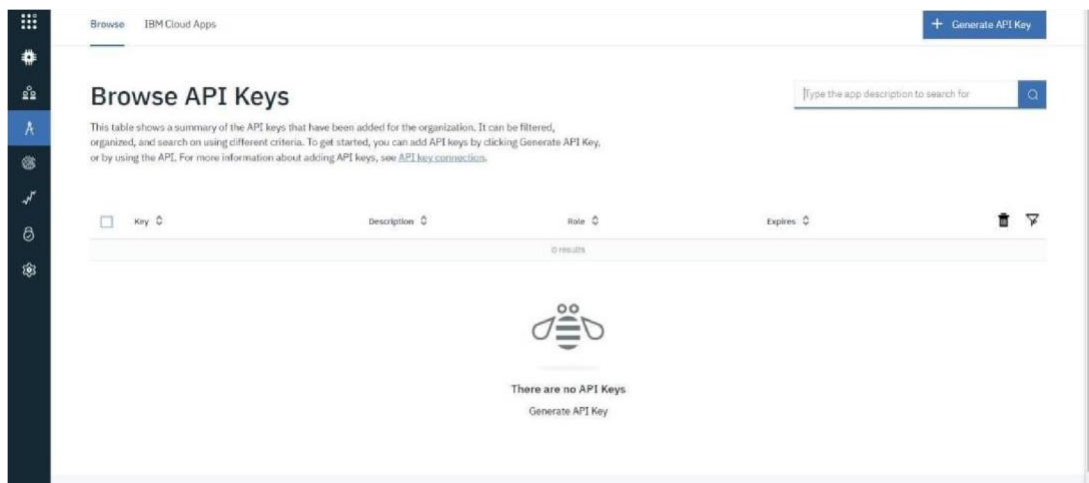 Browse IBM Cloud Apps
+ Generate API Key
Browse API Keys
Type the app description to search for
This table shows a summary of the API keys that have been added for the organization. It can be filtered,
organized, and search on using different criteria. To get started, you can add API keys by clicking Generate API Key,
or by using the API. For more information about adding API keys, see API key connection.
Key Description Role Expires
0 results
There are no API Keys
Generate API Key